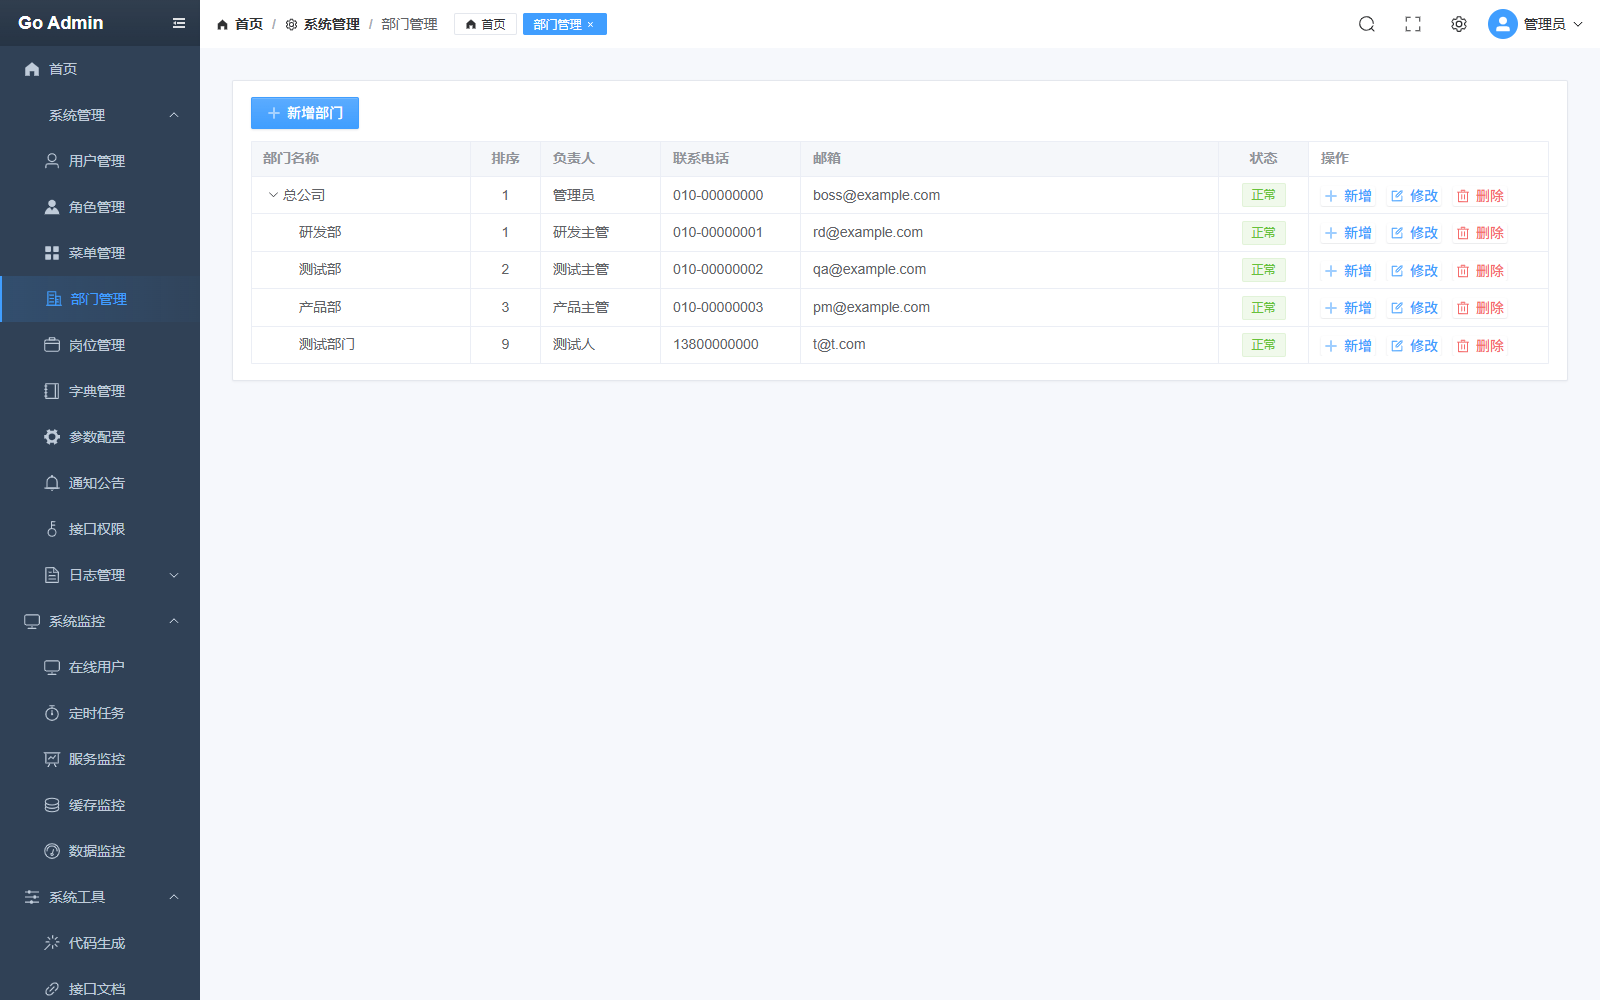 Go Admin
首页 / 系统管理 / 部门管理
首页
部门管理 ×
管理员
首页
系统管理
用户管理
角色管理
菜单管理
部门管理
岗位管理
字典管理
参数配置
通知公告
接口权限
日志管理
系统监控
在线用户
定时任务
服务监控
缓存监控
数据监控
系统工具
代码生成
接口文档
新增部门
部门名称 排序 负责人 联系电话 邮箱 状态 操作
总公司 1 管理员 010-00000000 boss@example.com 正常 新增 修改 删除
研发部 1 研发主管 010-00000001 rd@example.com 正常 新增 修改 删除
测试部 2 测试主管 010-00000002 qa@example.com 正常 新增 修改 删除
产品部 3 产品主管 010-00000003 pm@example.com 正常 新增 修改 删除
测试部门 9 测试人 13800000000 t@t.com 正常 新增 修改 删除